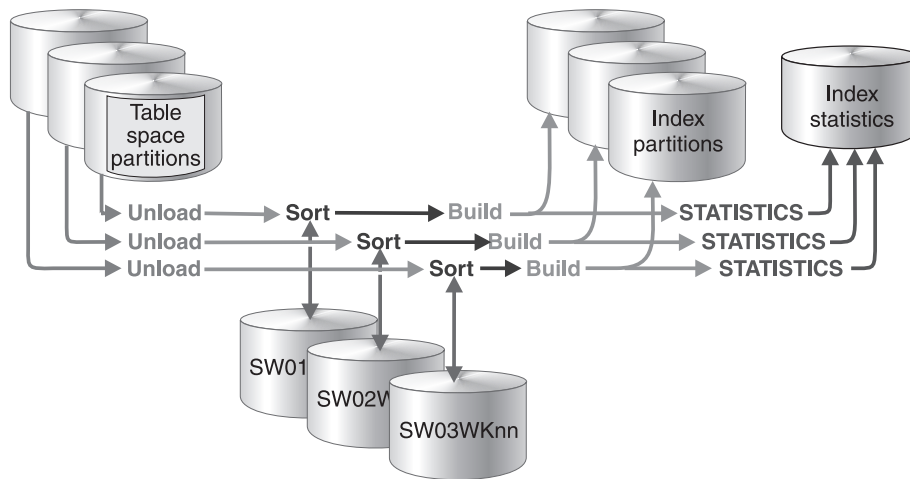 Table
space
partitions
Index
partitions
Index
statistics
Unload Sort Build STATISTICS
Unload Sort Build STATISTICS
Unload Sort Build STATISTICS
SW01
SW02W
SW03WKnn